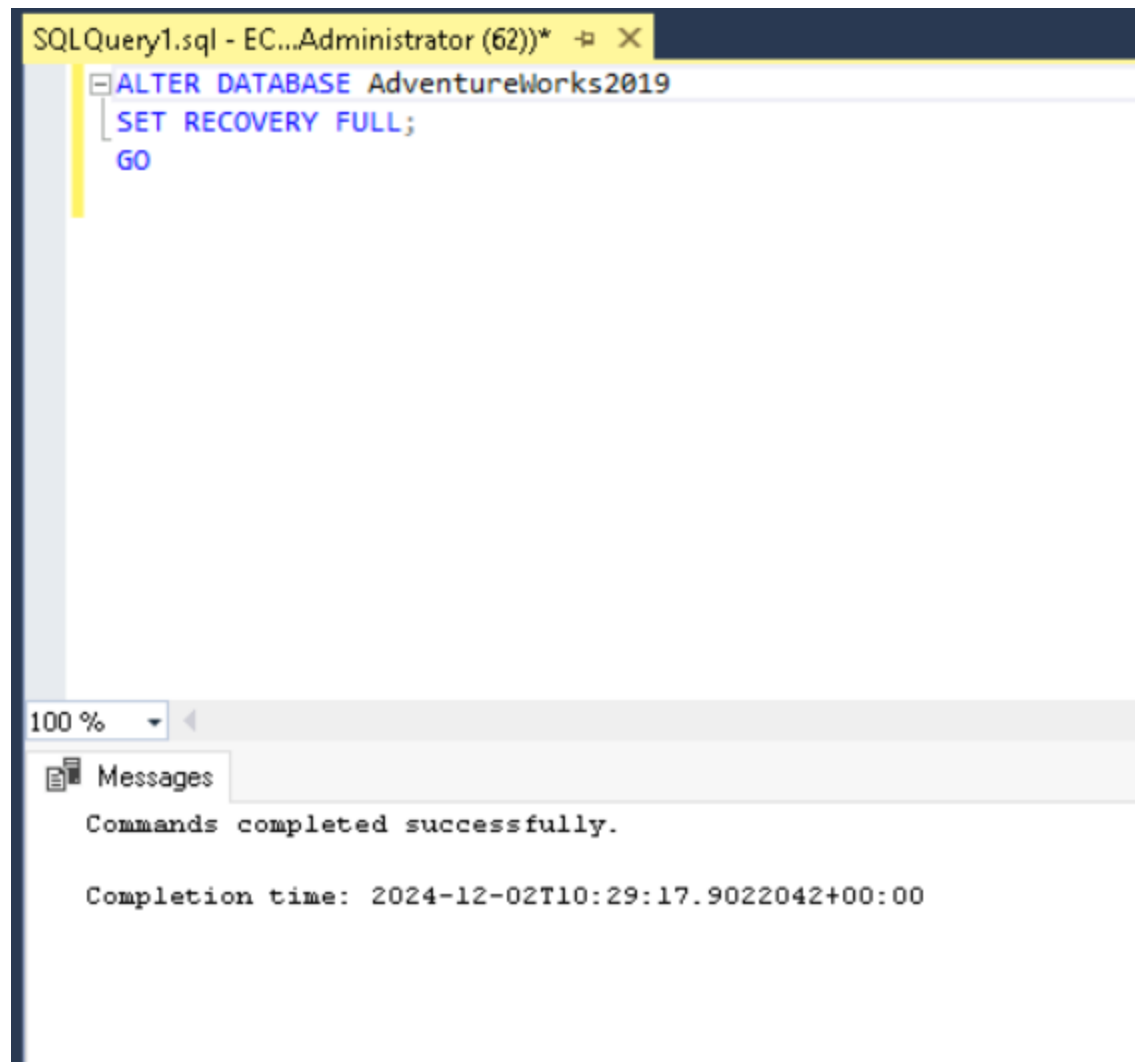 SQLQuery1.sql - EC...Administrator (62))*
ALTER DATABASE AdventureWorks2019
SET RECOVERY FULL;
GO
100 %
Messages
Commands completed successfully.
Completion time: 2024-12-02T10:29:17.9022042+00:00